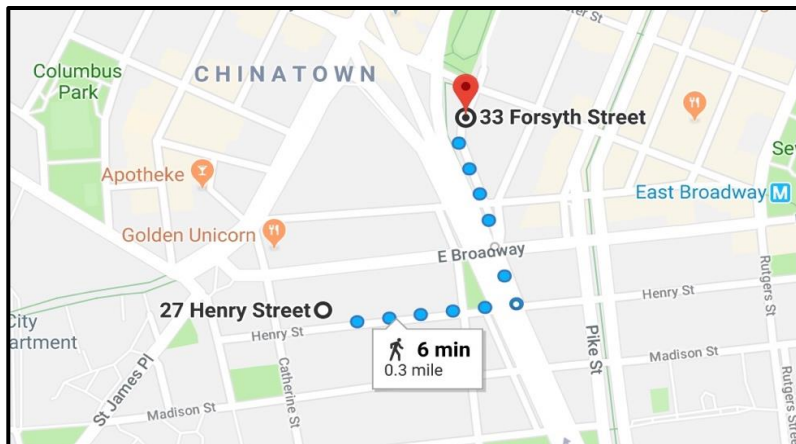 Columbus
Park
CHINATOWN
33 Forsyth Street
Apotheke
East Broadway M
Golden Unicorn
E Broadway
27 Henry Street
Henry St
Henry St
Rutgers St
City
artment
6 min
0.3 mile
Pike St
Madison St
St James Pl
Catherine St
Madison St
Rutgers Street